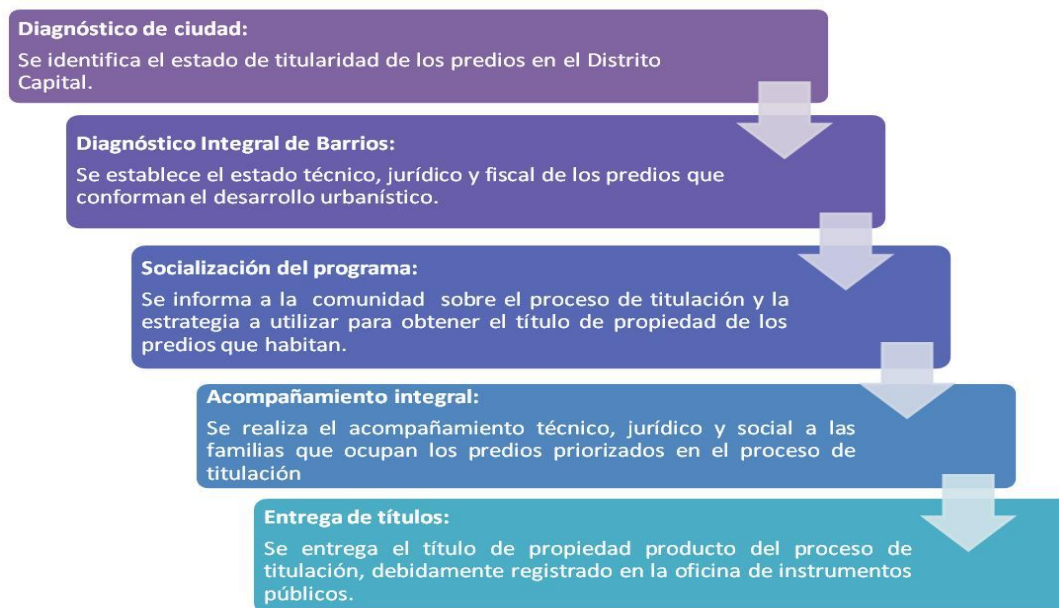 Diagnóstico de ciudad:
Se identifica el estado de titularidad de los predios en el Distrito
Capital.
Diagnóstico Integral de Barrios:
Se establece el estado técnico, jurídico y fiscal de los predios que
conforman el desarrollo urbanístico.
Socialización del programa:
Se informa a la comunidad sobre el proceso de titulación y la
estrategia a utilizar para obtener el título de propiedad de los
predios que habitan.
Acompañamiento integral:
Se realiza el acompañamiento técnico, jurídico y social a las
familias que ocupan los predios priorizados en el proceso de
titulación
Entrega de títulos:
Se entrega el título de propiedad producto del proceso de
titulación, debidamente registrado en la oficina de instrumentos
públicos.